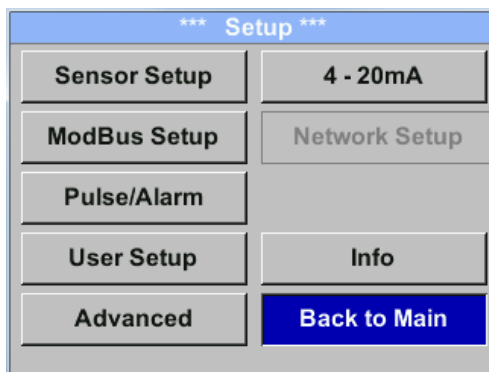 *** Setup ***
Sensor Setup
4 - 20mA
ModBus Setup
Network Setup
Pulse/Alarm
User Setup
Info
Advanced
Back to Main